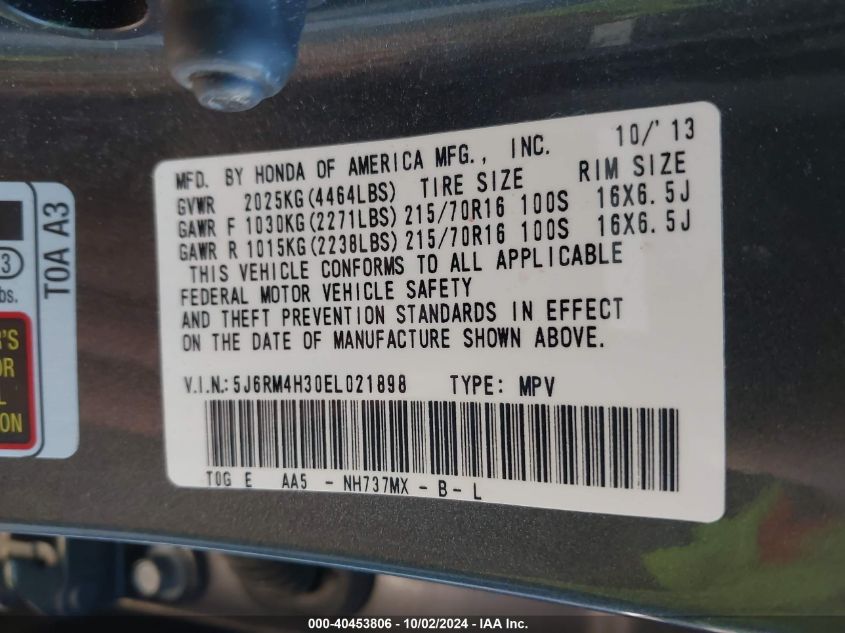 MFD. BY HONDA OF AMERICA MFG., INC. 10/'13
GVWR 2025KG(4464LBS) TIRE SIZE RIM SIZE
GAWR F 1030KG(2271LBS) 215/70R16 100S 16X6.5J
GAWR R 1015KG(2238LBS) 215/70R16 100S 16X6.5J
THIS VEHICLE CONFORMS TO ALL APPLICABLE
FEDERAL MOTOR VEHICLE SAFETY
AND THEFT PREVENTION STANDARDS IN EFFECT
ON THE DATE OF MANUFACTURE SHOWN ABOVE.
V.I.N.: 5J6RM4H30EL021898 TYPE: MPV
T0G E AA5 - NH737MX - B - L
T0A A3
000-40453806 - 10/02/2024 - IAA Inc.